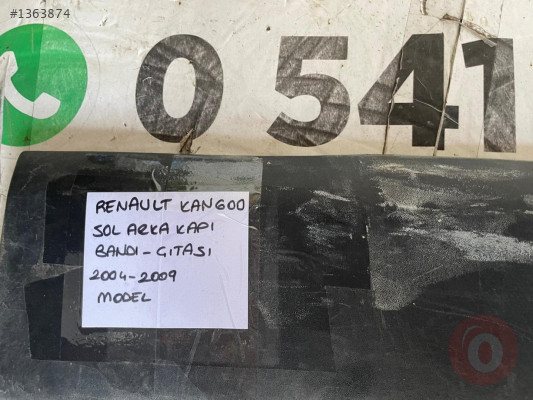 #1363874
0 541
RENAULT KANGOO
SOL ARKA KAPI
BANDI-ÇITASI
2004-2009
MODEL